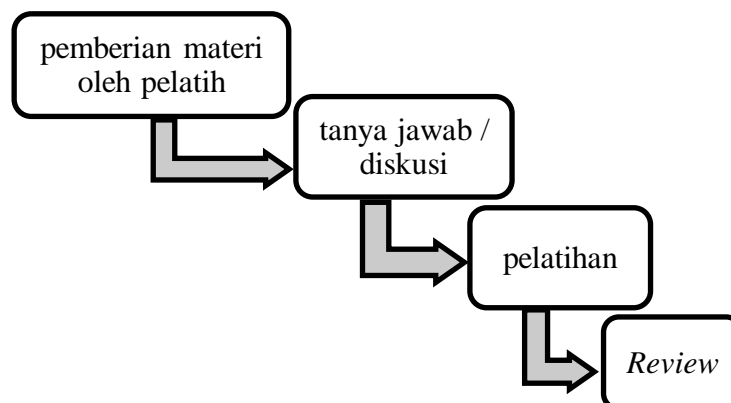 pemberian materi
oleh pelatih
tanya jawab /
diskusi
pelatihan
Review